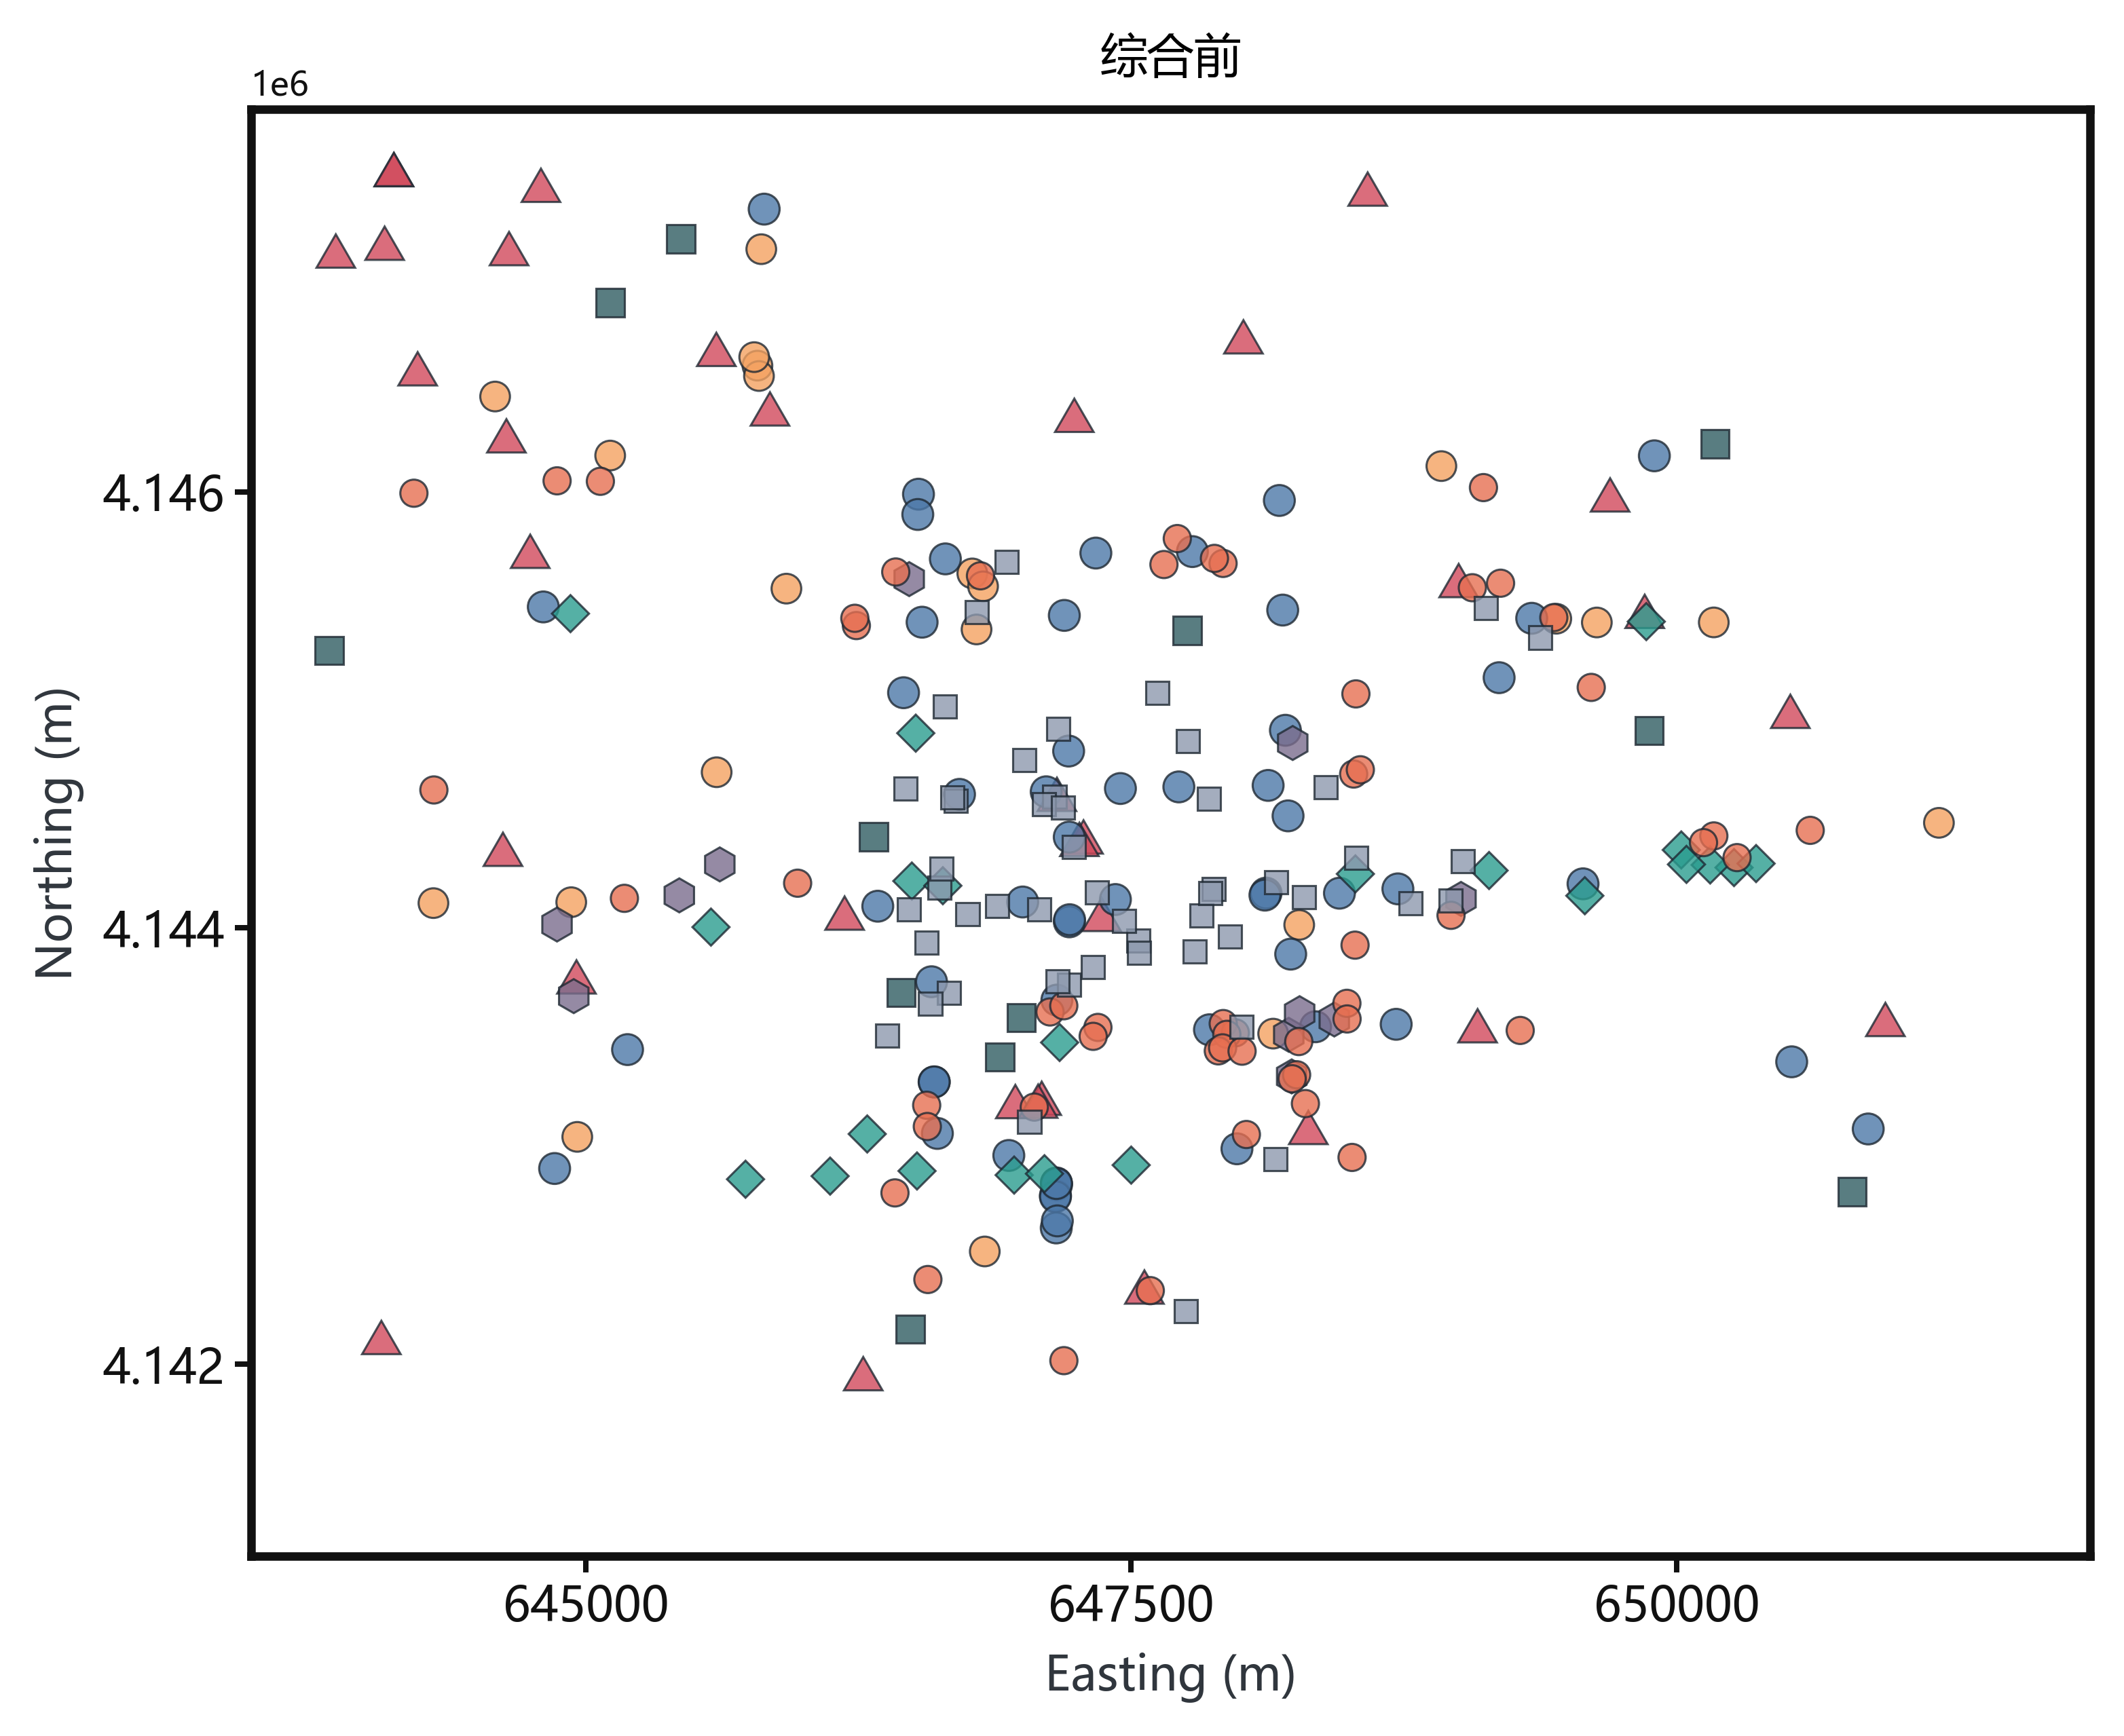 综合前
1e6
4.146
4.144
4.142
Northing (m)
645000 647500 650000
Easting (m)